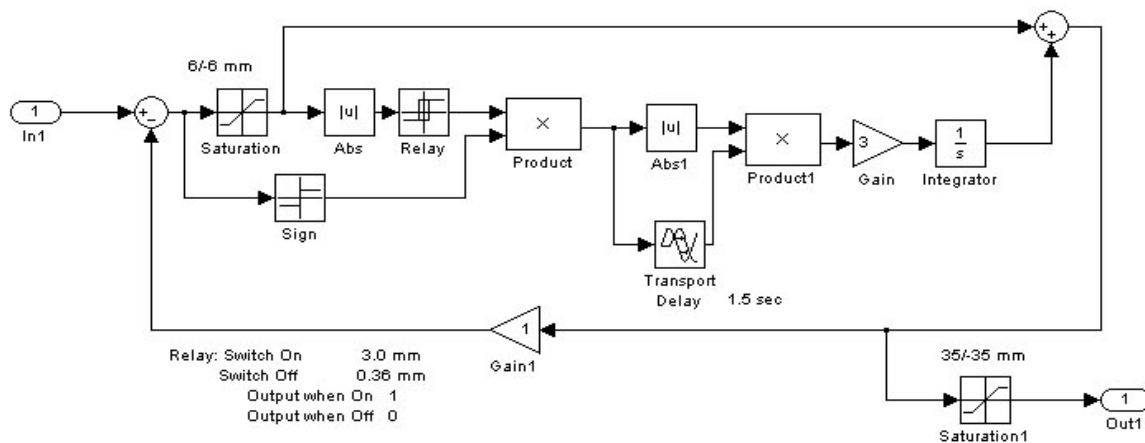 6/-6 mm
1
In1
+
−
Saturation
|u|
Abs
Relay
×
Product
|u|
Abs1
×
Product1
3
Gain
1
s
Integrator
+
+
Sign
Transport
Delay
1.5 sec
1
Gain1
Relay: Switch On 3.0 mm
Switch Off 0.36 mm
Output when On 1
Output when Off 0
35/-35 mm
Saturation1
1
Out1